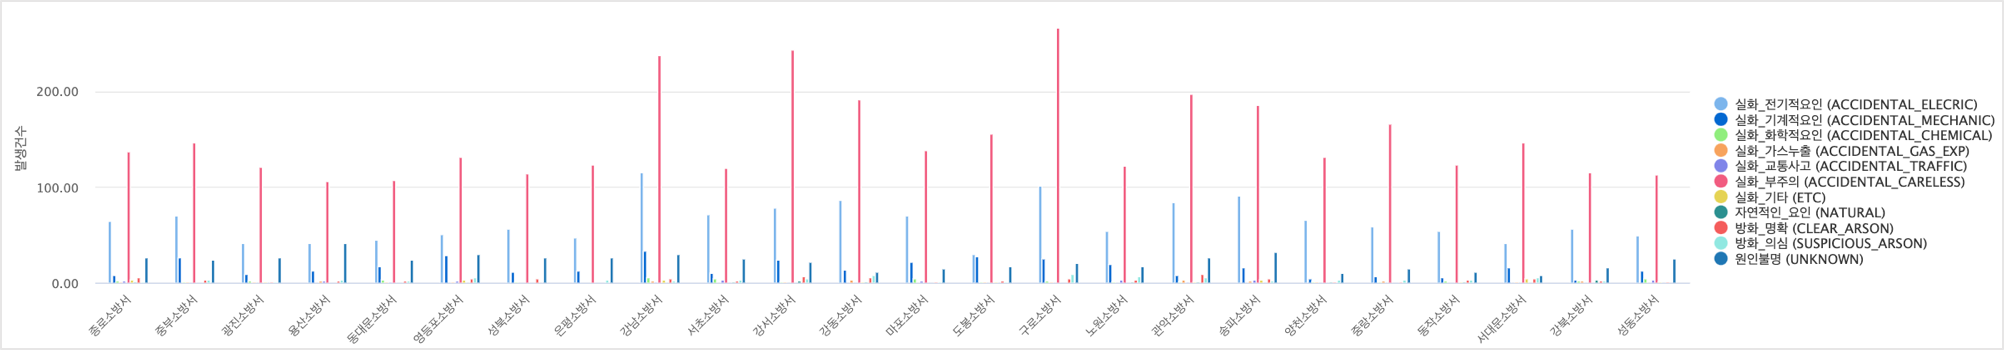 200.00
100.00
0.00
발생건수
종로소방서
중부소방서
광진소방서
용산소방서
동대문소방서
영등포소방서
성북소방서
은평소방서
강남소방서
서초소방서
강서소방서
강동소방서
마포소방서
도봉소방서
구로소방서
노원소방서
관악소방서
송파소방서
양천소방서
중랑소방서
동작소방서
서대문소방서
강북소방서
성동소방서
실화_전기적요인 (ACCIDENTAL_ELECRIC)
실화_기계적요인 (ACCIDENTAL_MECHANIC)
실화_화학적요인 (ACCIDENTAL_CHEMICAL)
실화_가스누출 (ACCIDENTAL_GAS_EXP)
실화_교통사고 (ACCIDENTAL_TRAFFIC)
실화_부주의 (ACCIDENTAL_CARELESS)
실화_기타 (ETC)
자연적인_요인 (NATURAL)
방화_명확 (CLEAR_ARSON)
방화_의심 (SUSPICIOUS_ARSON)
원인불명 (UNKNOWN)